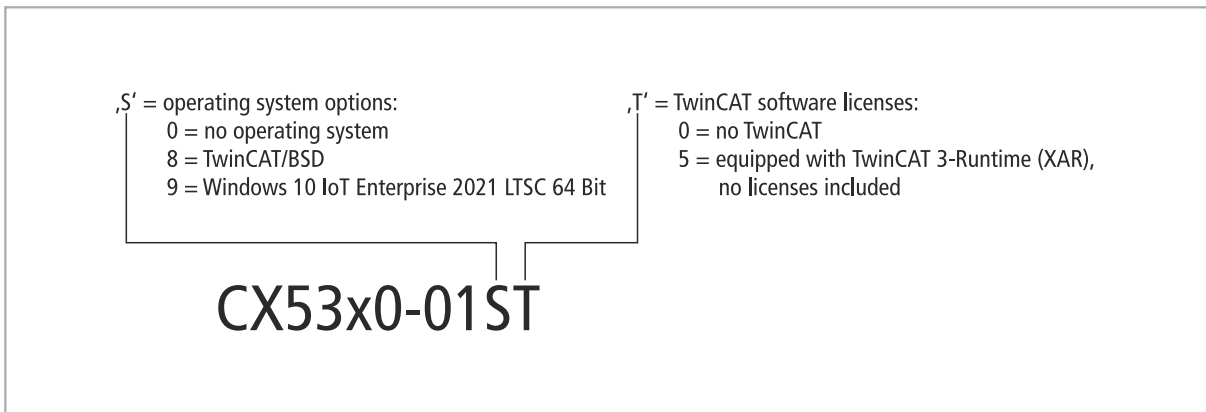 ‚S‘ = operating system options:
0 = no operating system
8 = TwinCAT/BSD
9 = Windows 10 IoT Enterprise 2021 LTSC 64 Bit
‚T‘ = TwinCAT software licenses:
0 = no TwinCAT
5 = equipped with TwinCAT 3-Runtime (XAR),
no licenses included
CX53x0-01ST